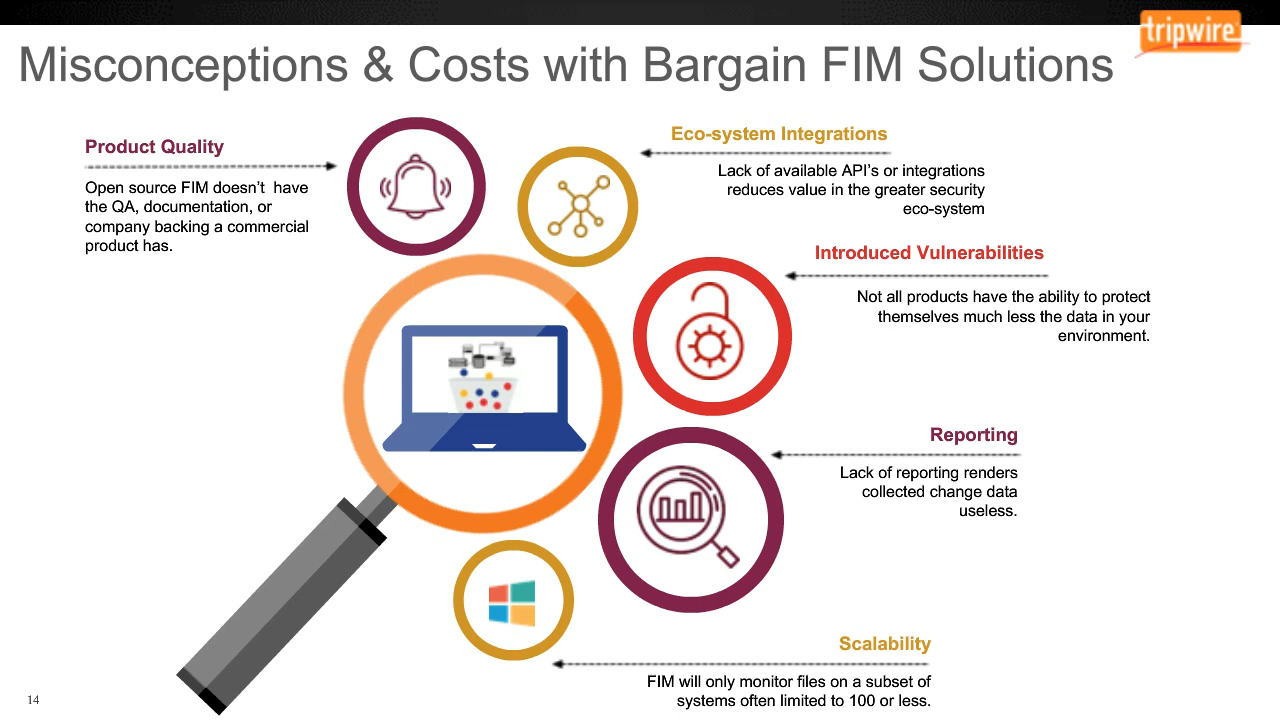 tripwire
Misconceptions & Costs with Bargain FIM Solutions
Product Quality
Open source FIM doesn’t have
the QA, documentation, or
company backing a commercial
product has.
Eco-system Integrations
Lack of available API’s or integrations
reduces value in the greater security
eco-system
Introduced Vulnerabilities
Not all products have the ability to protect
themselves much less the data in your
environment.
Reporting
Lack of reporting renders
collected change data
useless.
Scalability
FIM will only monitor files on a subset of
systems often limited to 100 or less.
14